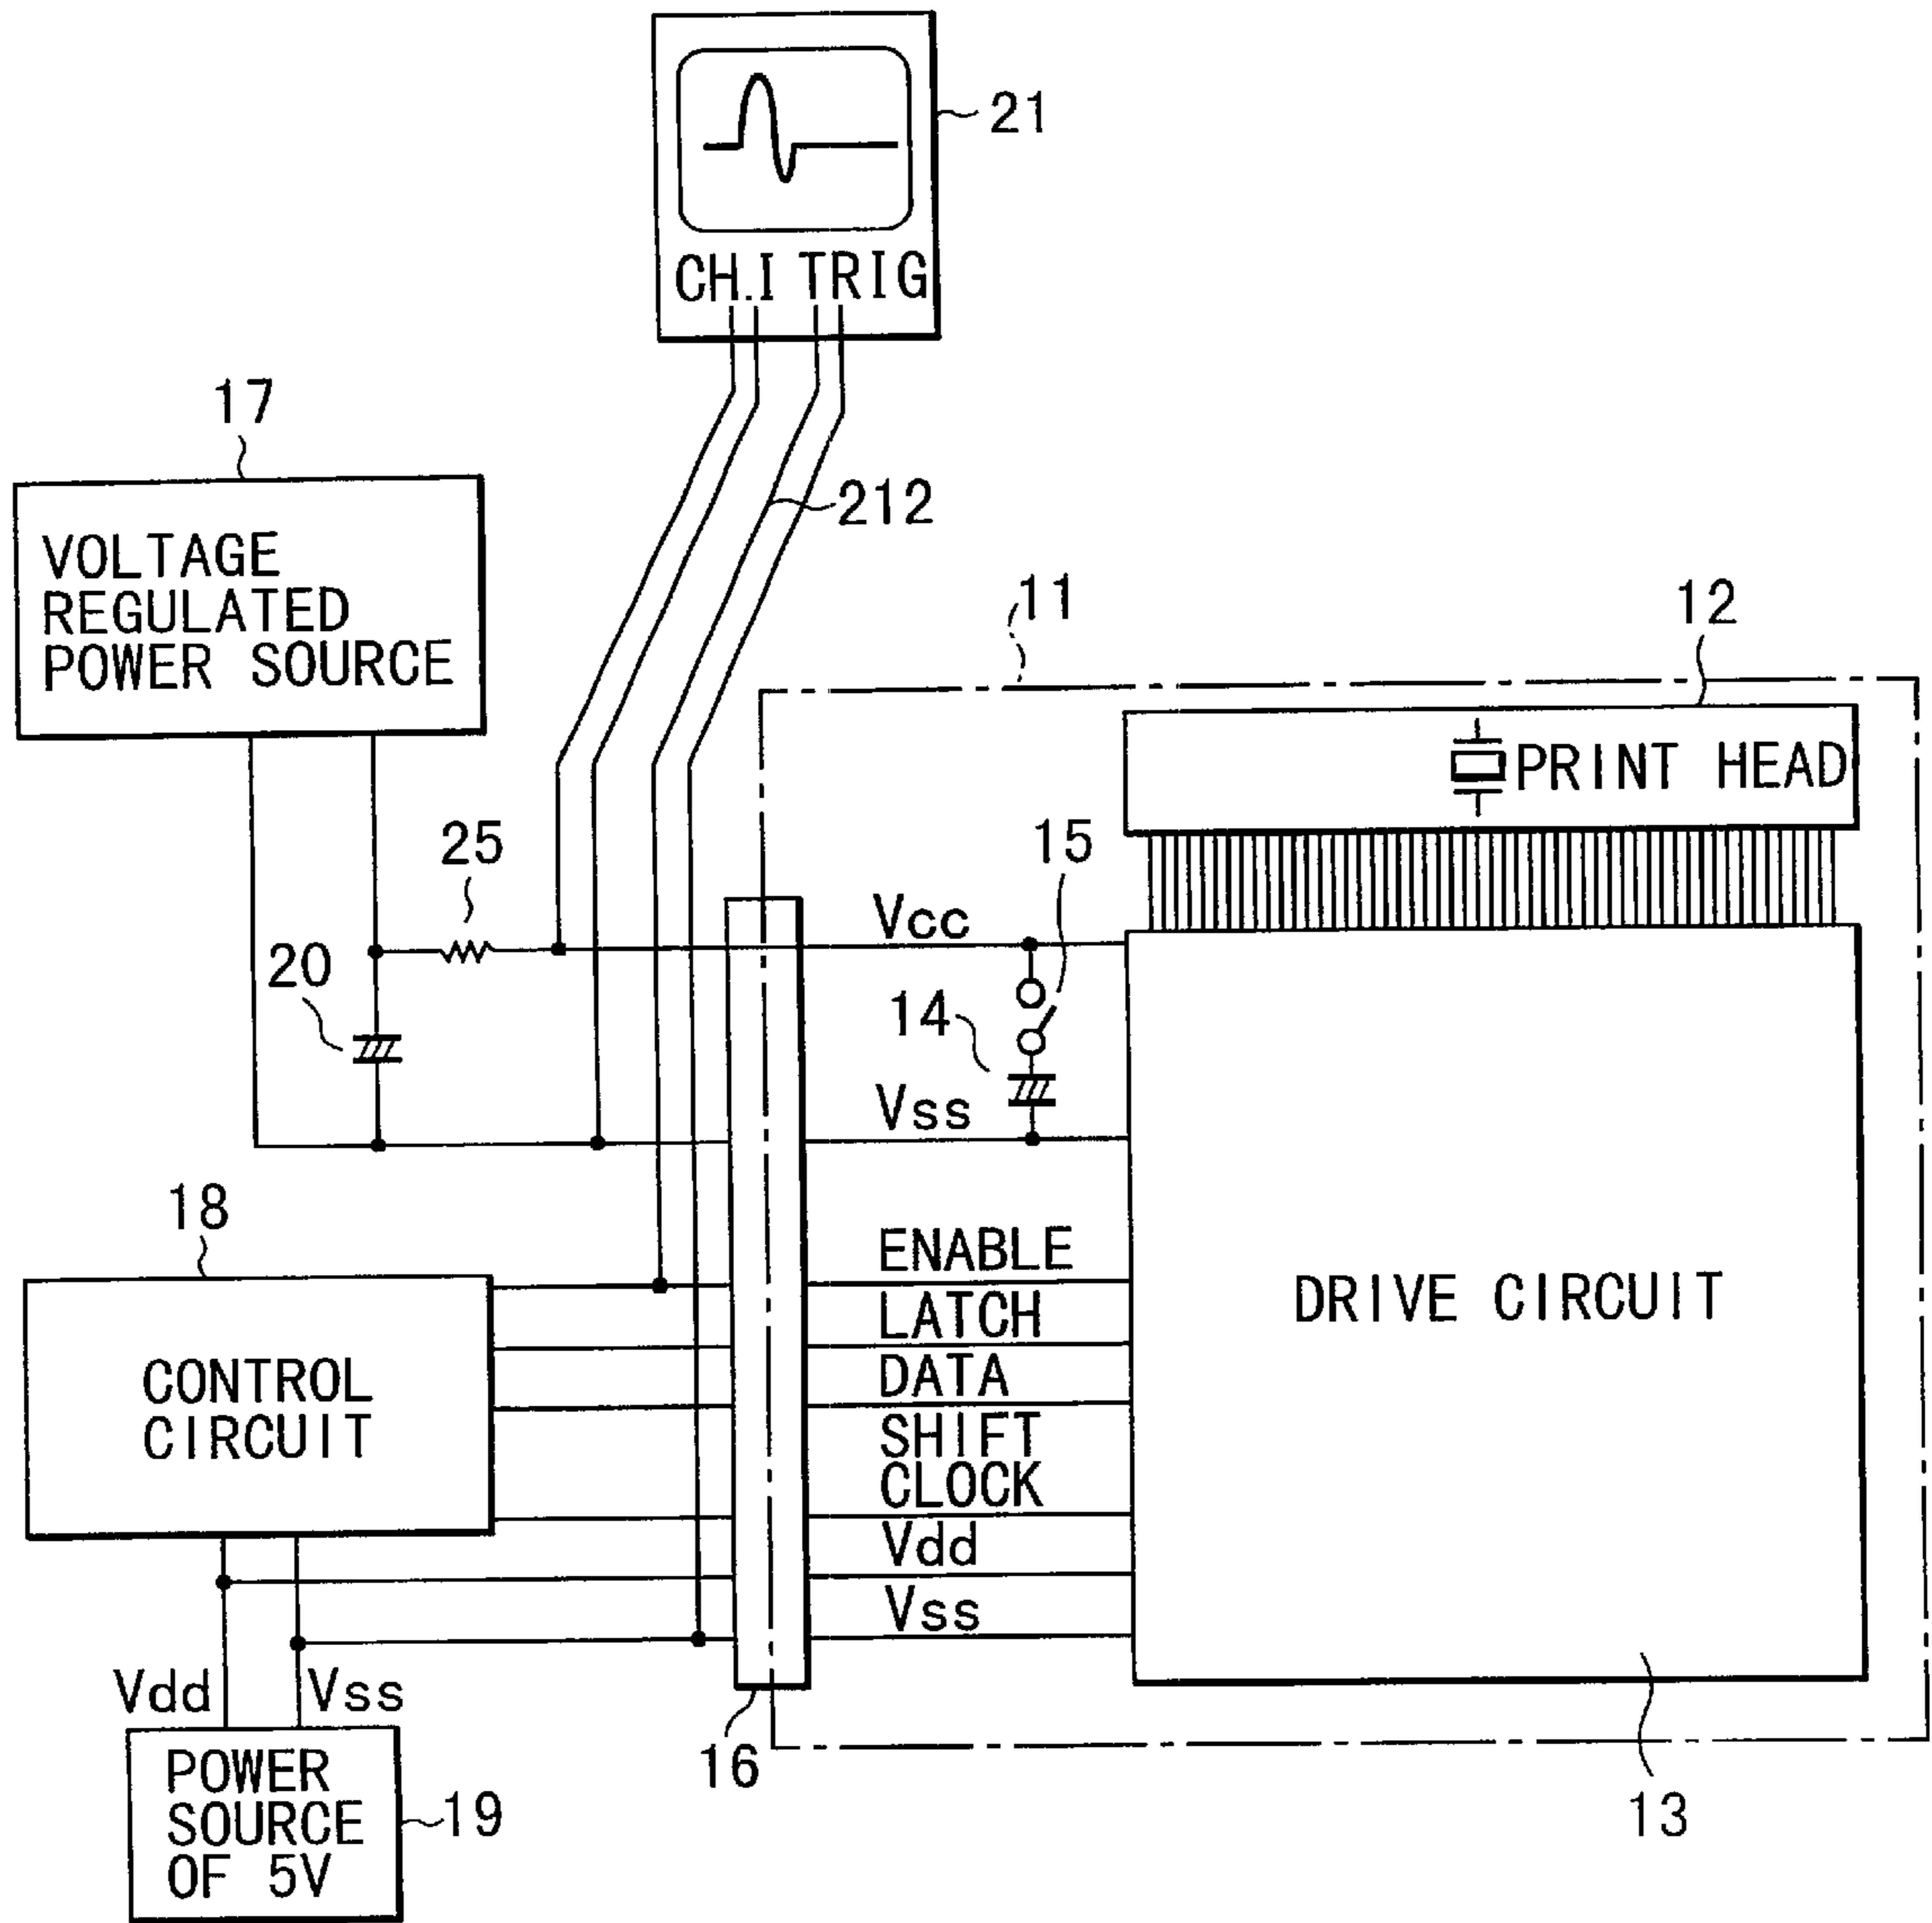 21
CH.I TRIG
17
VOLTAGE
REGULATED
POWER SOURCE
212
11
12
PRINT HEAD
25
15
20
Vcc
14
Vss
18
ENABLE
LATCH
DATA
SHIFT
CLOCK
Vdd
Vss
CONTROL
CIRCUIT
DRIVE CIRCUIT
Vdd
Vss
16
13
POWER
SOURCE
OF 5V
19